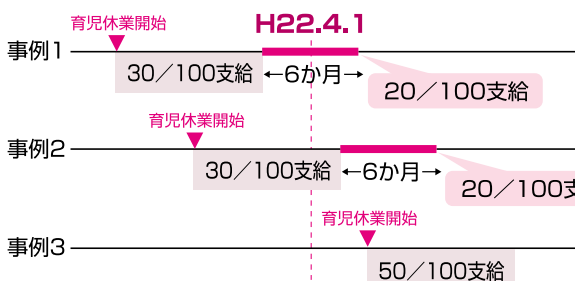 育児休業開始
H22.4.1
事例1
30/100支給
←6か月→
20/100支給
育児休業開始
事例2
30/100支給
←6か月→
20/100支
育児休業開始
事例3
50/100支給